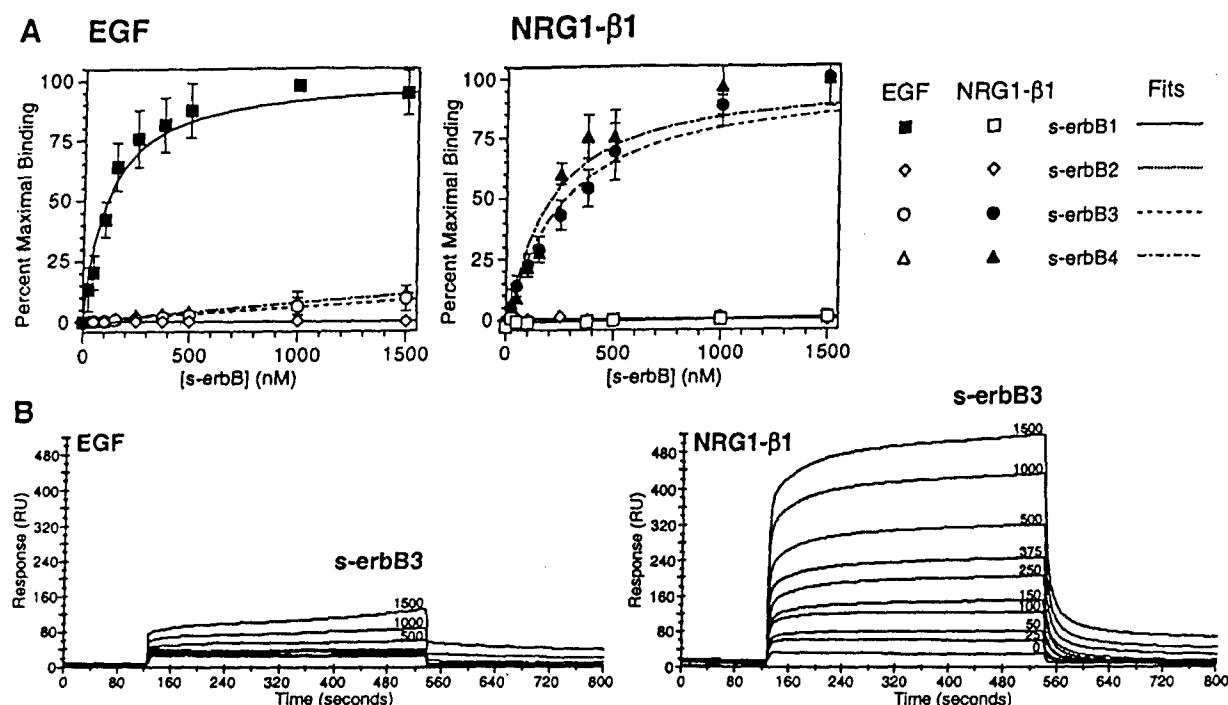 A EGF
NRG1-β1
Percent Maximal Binding
100
75
50
25
0
0 500 1000 1500
[s-erbB] (nM)
Percent Maximal Binding
100
75
50
25
0
0 500 1000 1500
[s-erbB] (nM)
EGF NRG1-β1 Fits
s-erbB1
s-erbB2
s-erbB3
s-erbB4
B
EGF
s-erbB3
Response (RU)
480
400
320
240
160
80
0
1500
1000
500
0 80 160 240 320 400 480 560 640 720 800
Time (seconds)
s-erbB3
NRG1-β1
Response (RU)
480
400
320
240
160
80
0
1500
1000
500
375
250
150
100
50
25
0
0 80 160 240 320 400 480 560 640 720 800
Time (seconds)